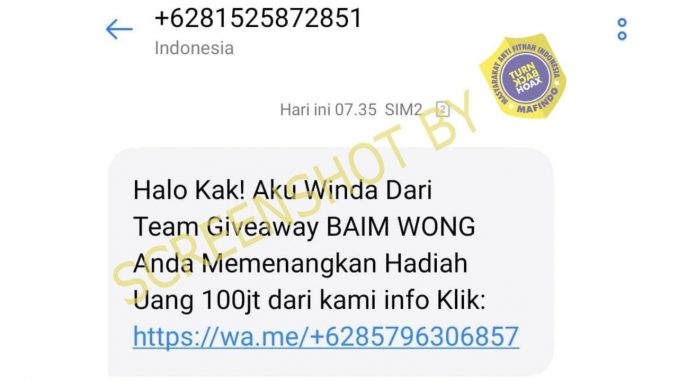 +6281525872851
Indonesia
MASYARAKAT ANTI FITNAH INDONESIA
TURN
BACK
HOAX
MAFINDO
Hari ini 07.35 SIM2 2
SCREENSHOT BY
Halo Kak! Aku Winda Dari
Team Giveaway BAIM WONG
Anda Memenangkan Hadiah
Uang 100jt dari kami info Klik:
https://wa.me/+6285796306857